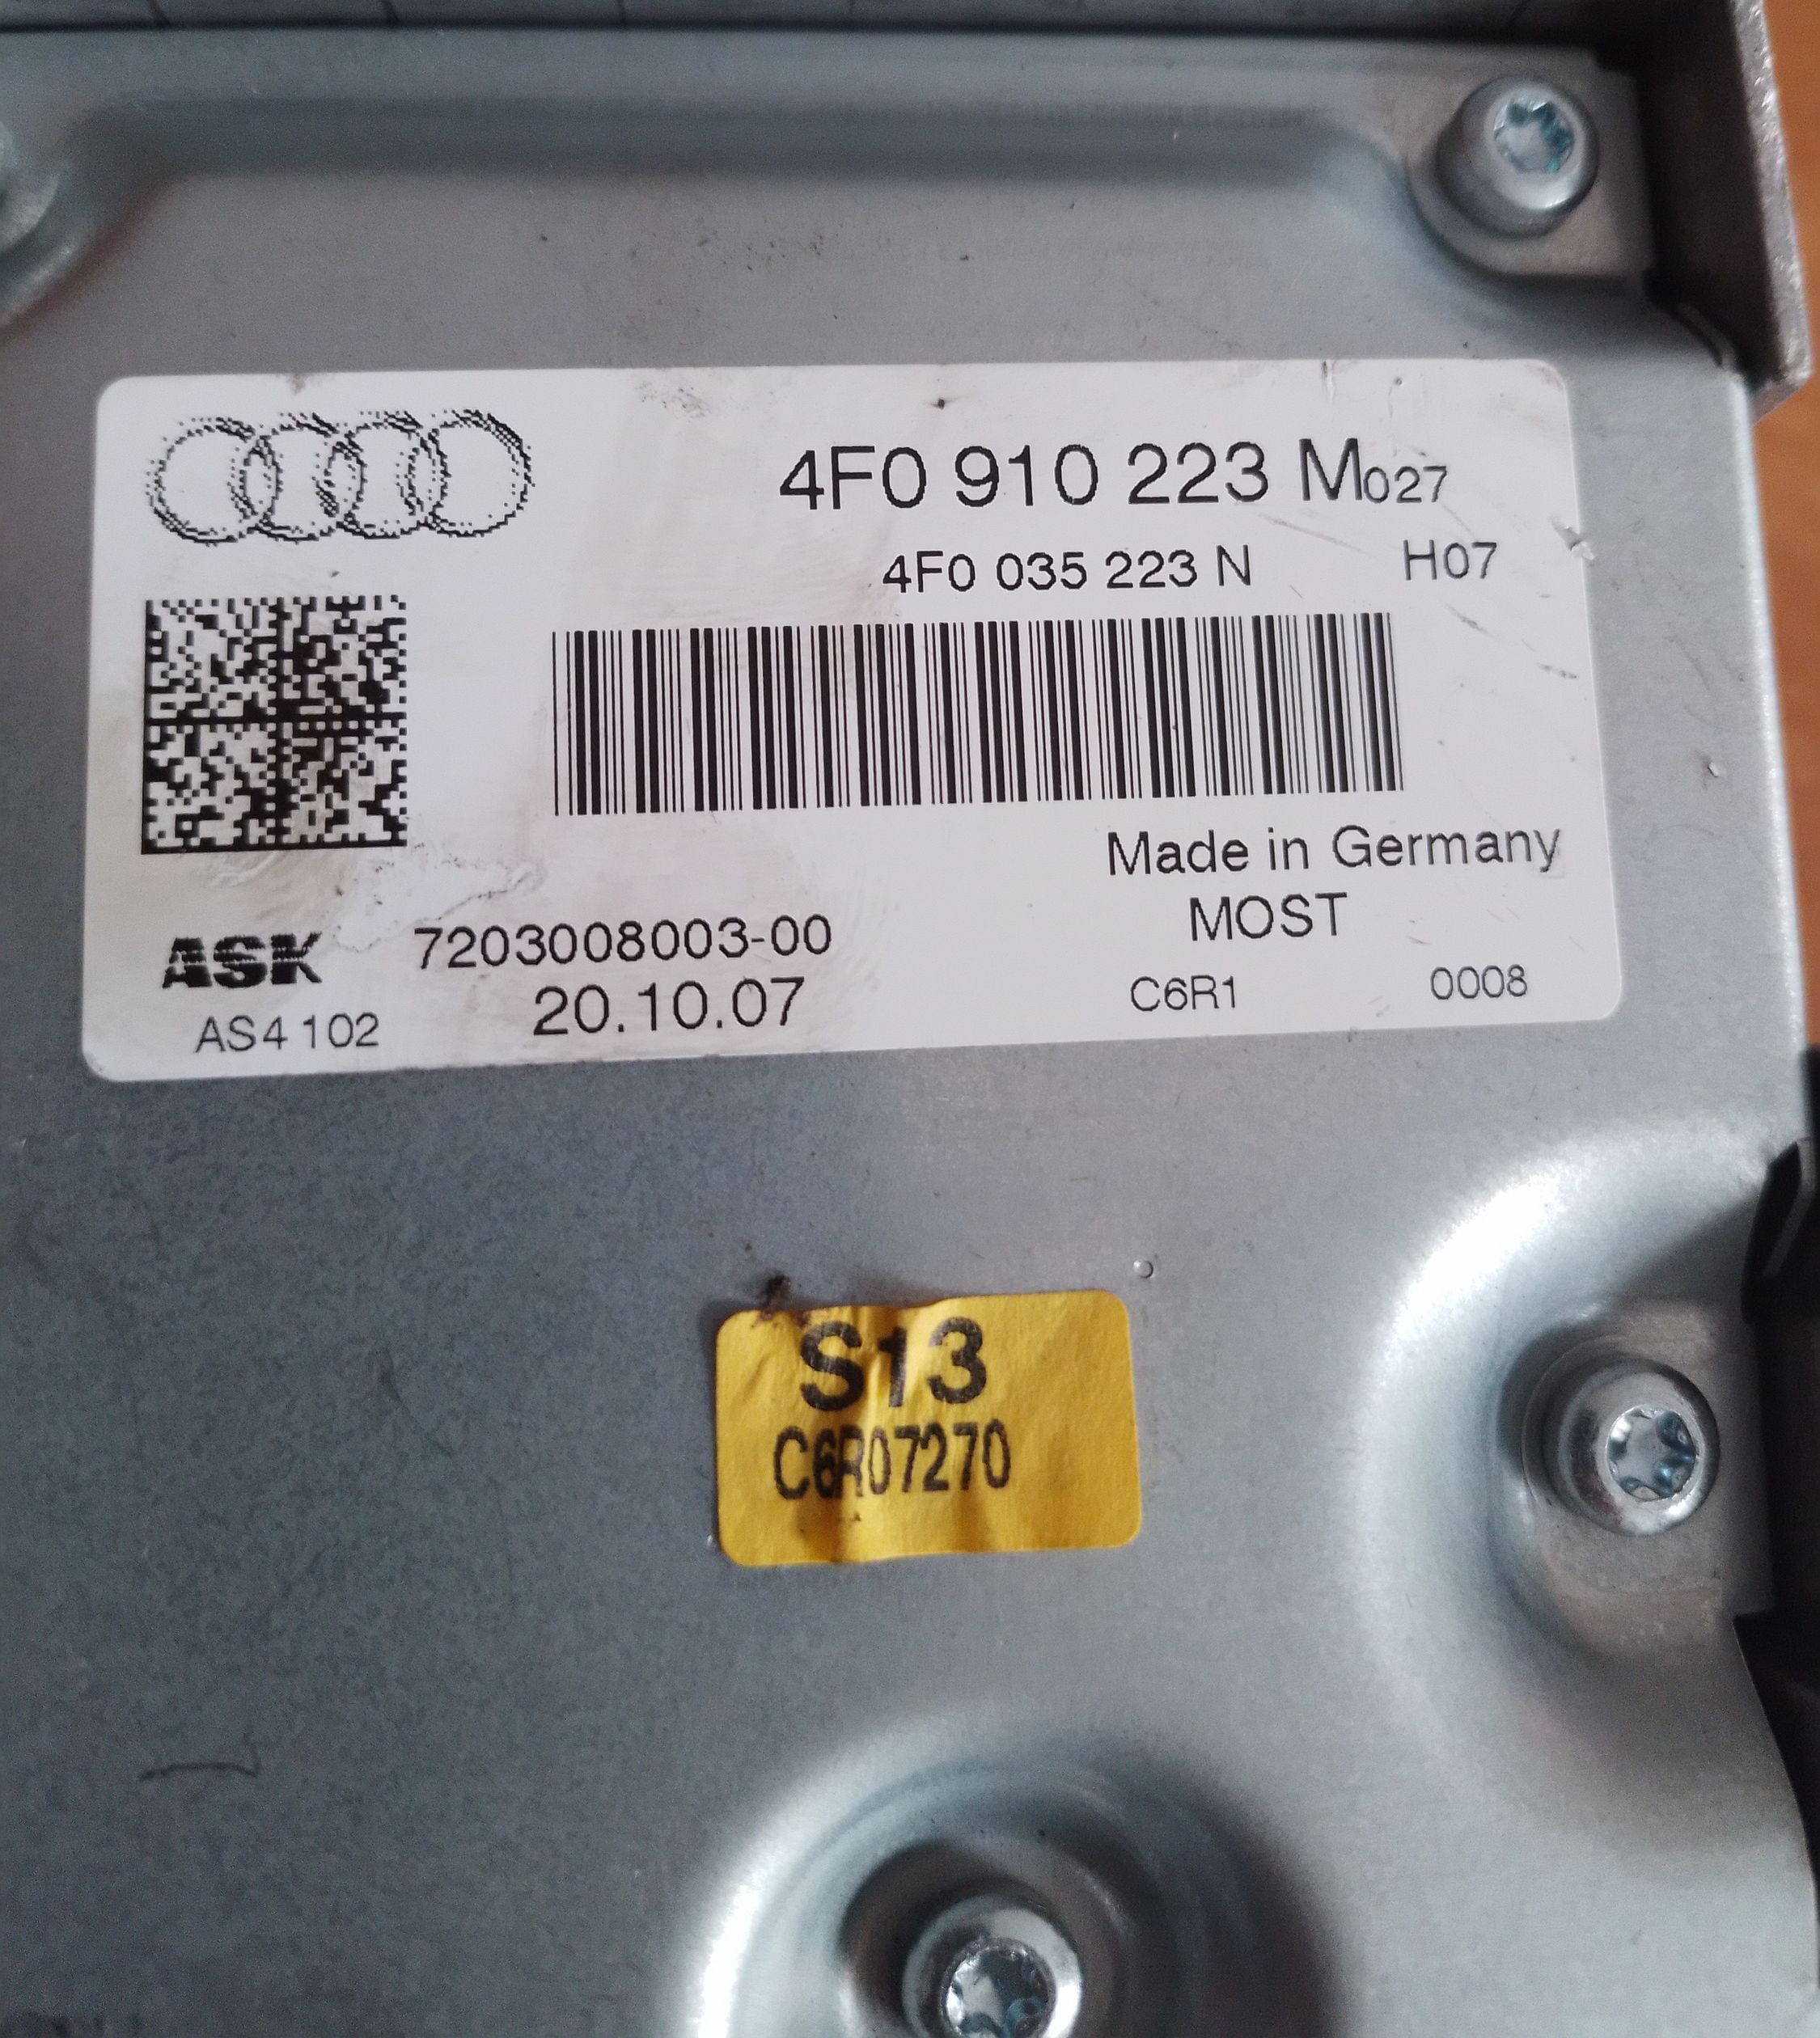 4F0 910 223 M027
4F0 035 223 N H07
Made in Germany
MOST
ASK 7203008003-00
AS4 102 20.10.07 C6R1 0008
S13
C6R07270